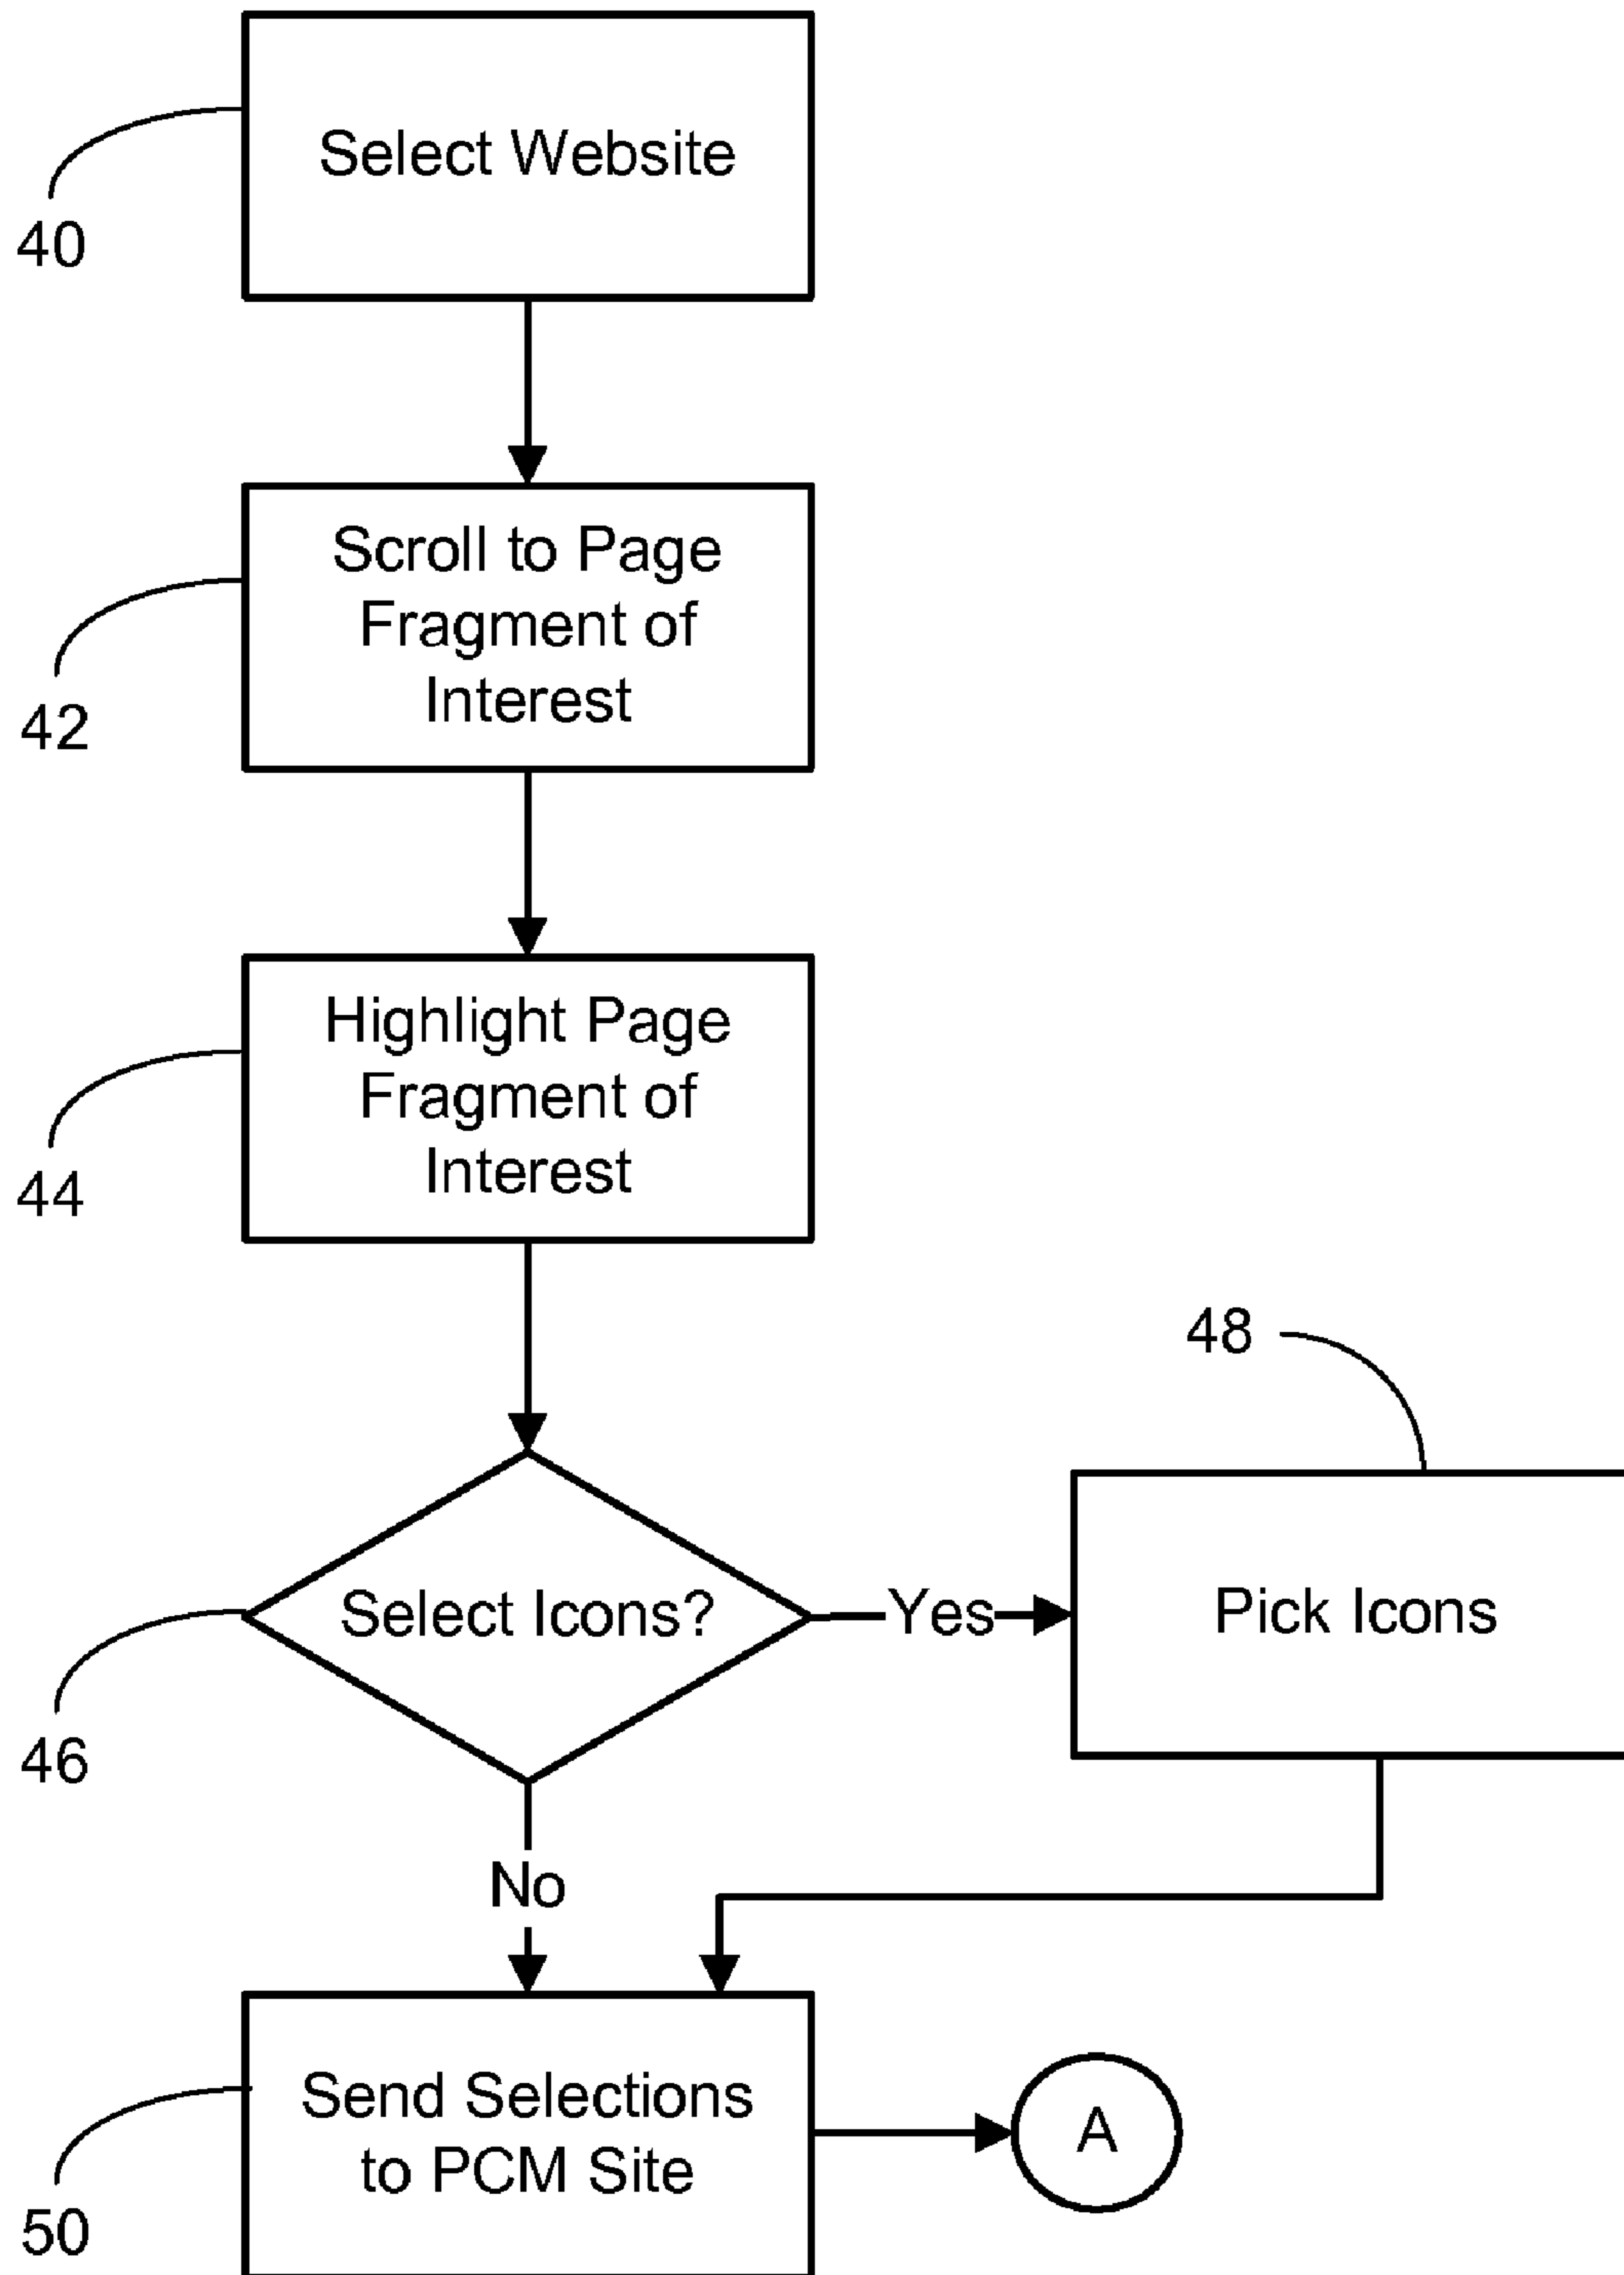 Select Website
40
Scroll to Page
Fragment of
Interest
42
Highlight Page
Fragment of
Interest
44
48
Select Icons?
Yes
Pick Icons
46
No
Send Selections
to PCM Site
A
50